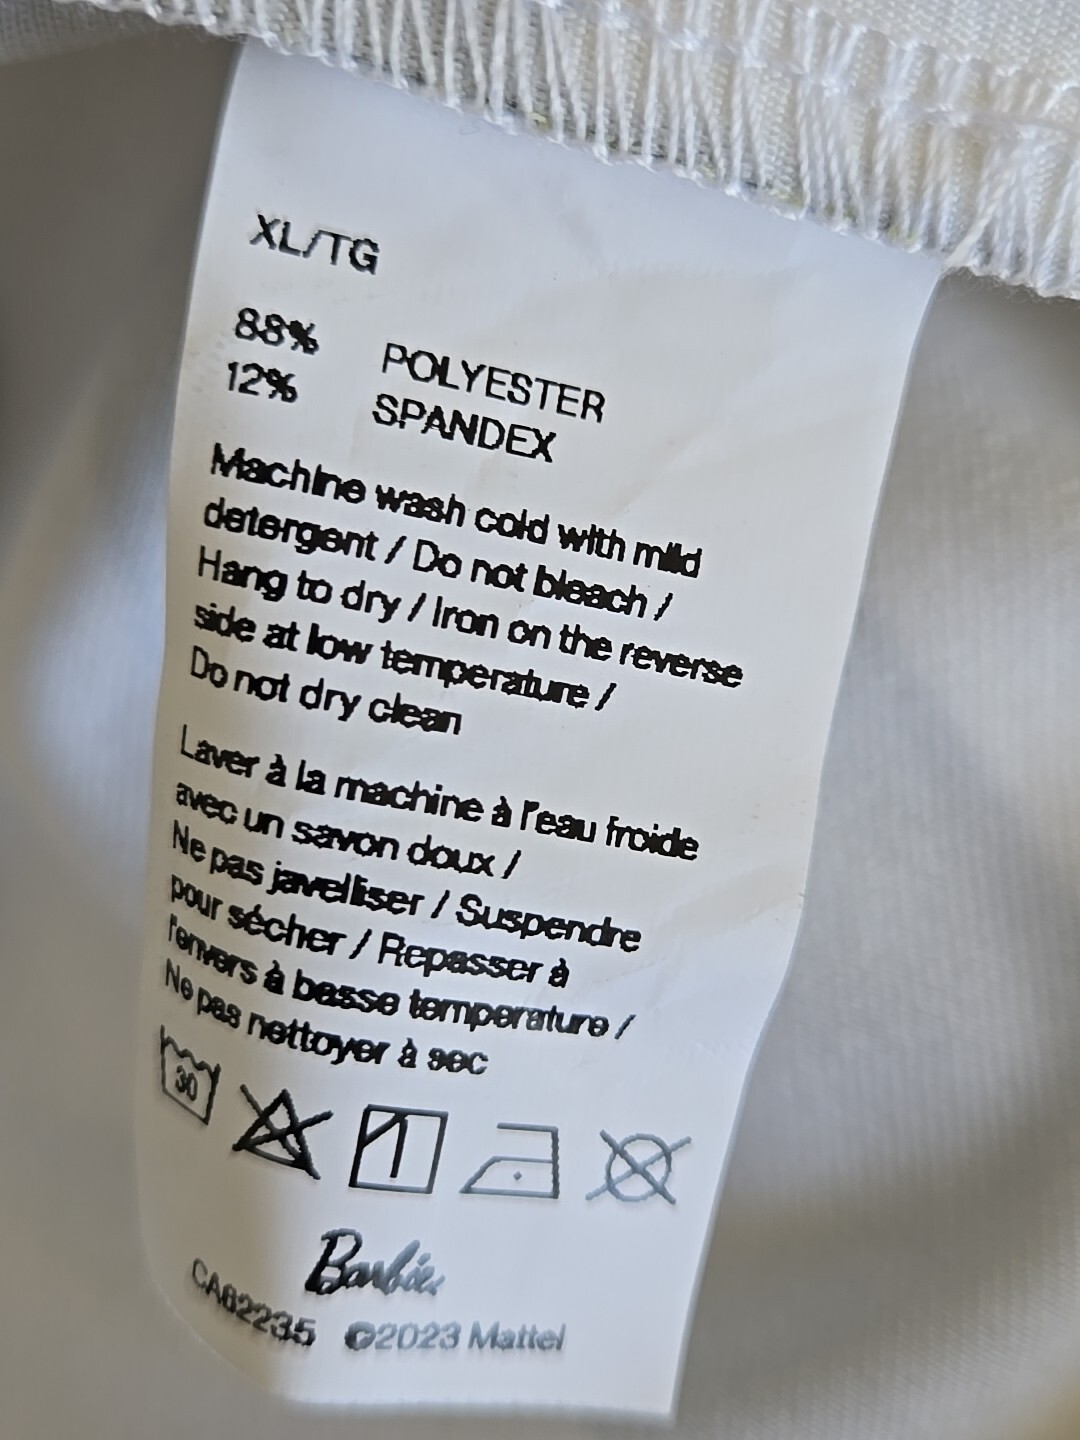 XL/TG
88% POLYESTER
12% SPANDEX
Machine wash cold with mild
detergent / Do not bleach /
Hang to dry / Iron on the reverse
side at low temperature /
Do not dry clean
Laver à la machine à l'eau froide
avec un savon doux /
Ne pas javelliser / Suspendre
pour sécher / Repasser à
l'envers à basse temperature /
Ne pas nettoyer à sec
30
Barbie
CA62235 ©2023 Mattel